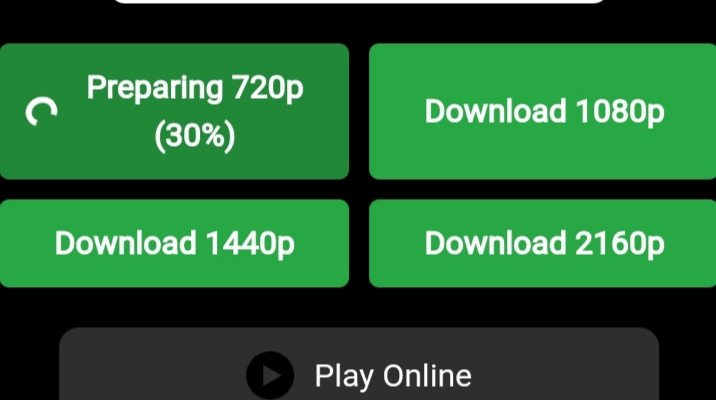 Preparing 720p
(30%)
Download 1080p
Download 1440p
Download 2160p
Play Online